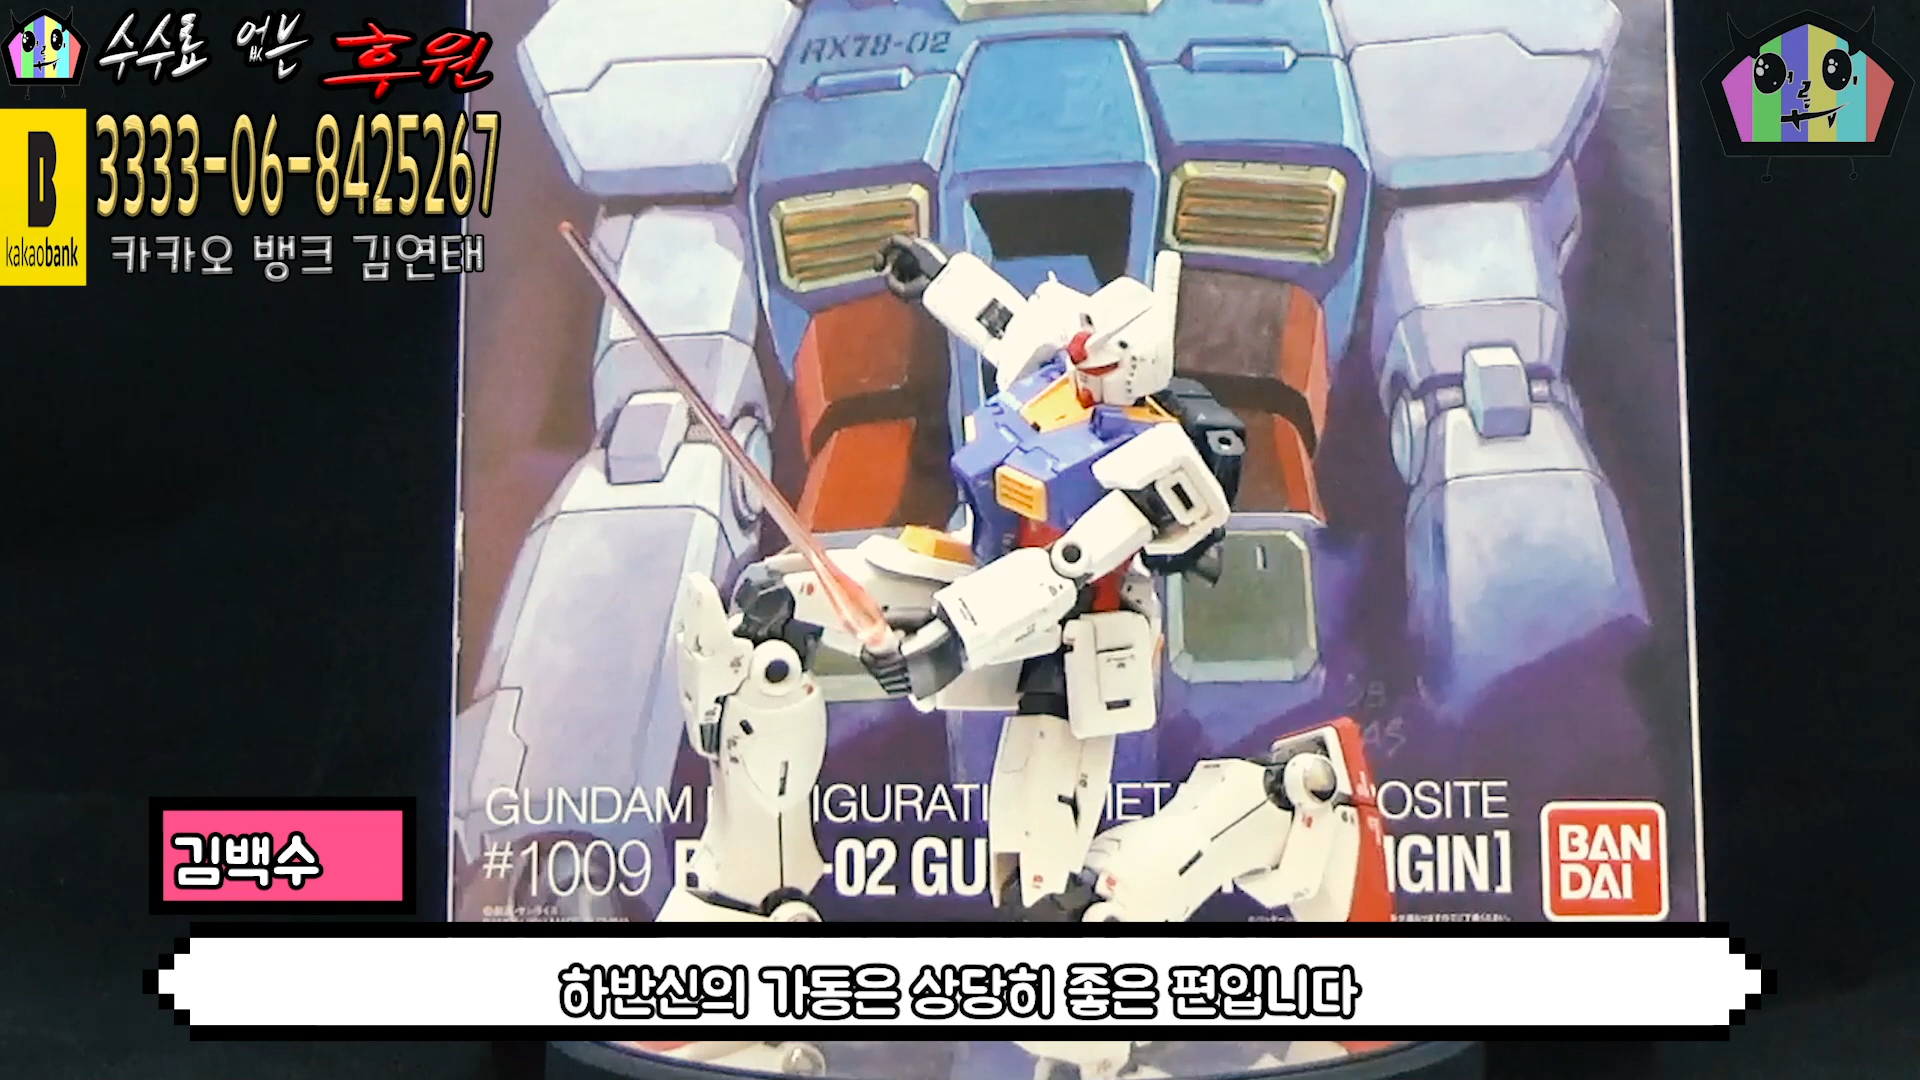 수수료 없는 후원
3333-06-8425267
kakaobank
카카오 뱅크 김연태
RX78-02
GUNDAM
#1009
-02 GU
OSITE
IGIN]
BAN
DAI
김백수
하반신의 가동은 상당히 좋은 편입니다